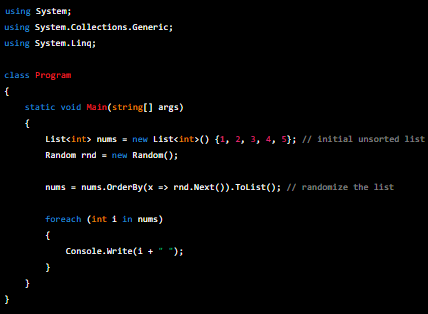 using System;
using System.Collections.Generic;
using System.Linq;
class Program
{
static void Main(string[] args)
{
List<int> nums = new List<int>() {1, 2, 3, 4, 5}; // initial unsorted list
Random rnd = new Random();
nums = nums.OrderBy(x => rnd.Next()).ToList(); // randomize the list
foreach (int i in nums)
{
Console.Write(i + " ");
}
}
}